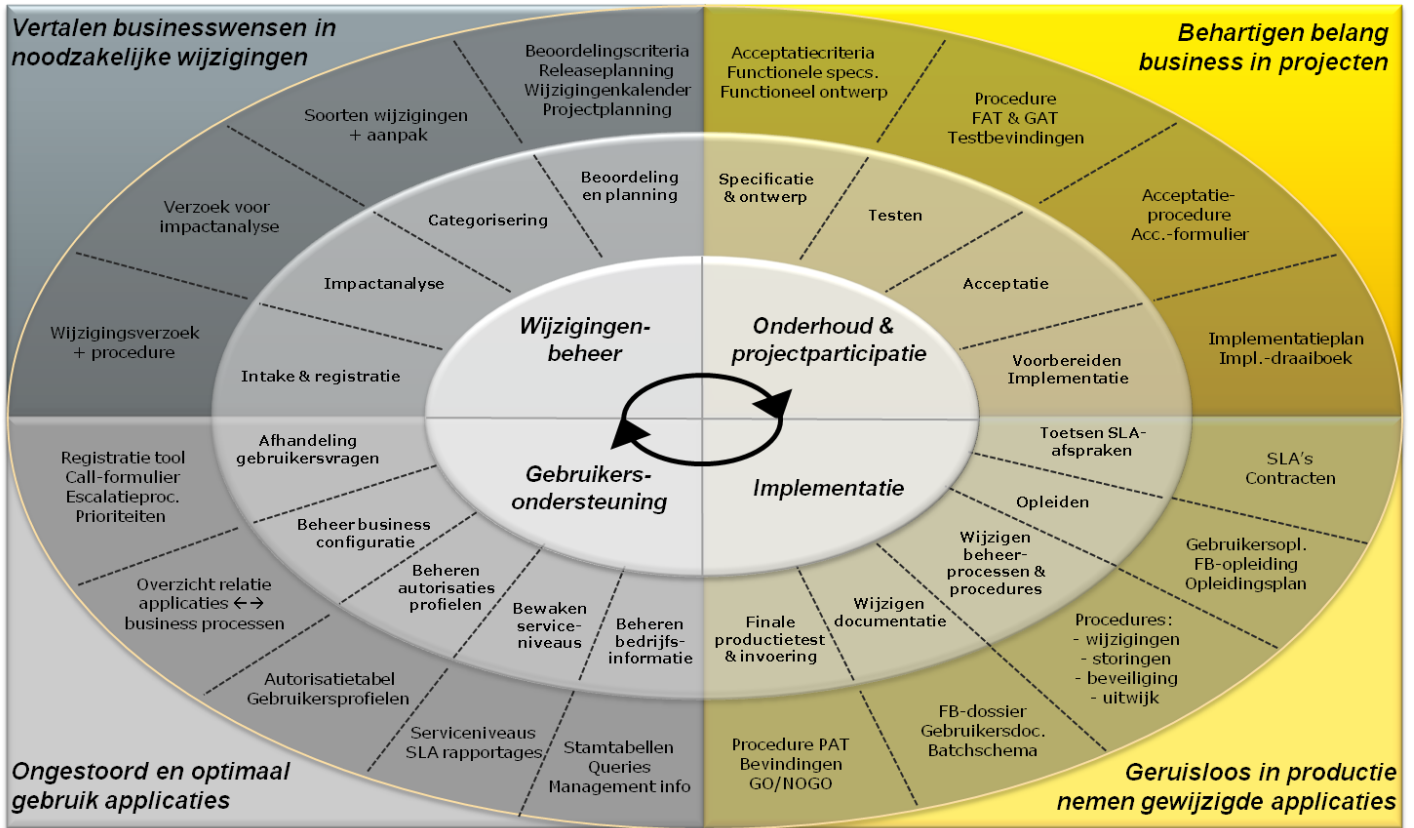 Vertalen businesswensen in
noodzakelijke wijzigingen
Behartigen belang
business in projecten
Beoordelingscriteria
Releaseplanning
Wijzigingenkalender
Projectplanning
Soorten wijzigingen
+ aanpak
Verzoek voor
impactanalyse
Wijzigingsverzoek
+ procedure
Acceptatiecriteria
Functionele specs.
Functioneel ontwerp
Procedure
FAT & GAT
Testbevindingen
Acceptatie-
procedure
Acc.-formulier
Implementatieplan
Impl.-draaiboek
Beoordeling
en planning
Categorisering
Impactanalyse
Intake & registratie
Specificatie
& ontwerp
Testen
Acceptatie
Voorbereiden
Implementatie
Wijzigingen-
beheer
Onderhoud &
projectparticipatie
Gebruikers-
ondersteuning
Implementatie
Afhandeling
gebruikersvragen
Beheer business
configuratie
Beheren
autorisaties
profielen
Bewaken
service-
niveaus
Beheren
bedrijfs-
informatie
Toetsen SLA-
afspraken
Opleiden
Wijzigen
beheer-
processen &
procedures
Wijzigen
documentatie
Finale
productietest
& invoering
Registratie tool
Call-formulier
Escalatieproc.
Prioriteiten
Overzicht relatie
applicaties ←→
business processen
Autorisatietabel
Gebruikersprofielen
Serviceniveaus
SLA rapportages
Stamtabellen
Queries
Management info
SLA's
Contracten
Gebruikersopl.
FB-opleiding
Opleidingsplan
Procedures:
- wijzigingen
- storingen
- beveiliging
- uitwijk
FB-dossier
Gebruikersdoc.
Batchschema
Procedure PAT
Bevindingen
GO/NOGO
Ongestoord en optimaal
gebruik applicaties
Geruisloos in productie
nemen gewijzigde applicaties